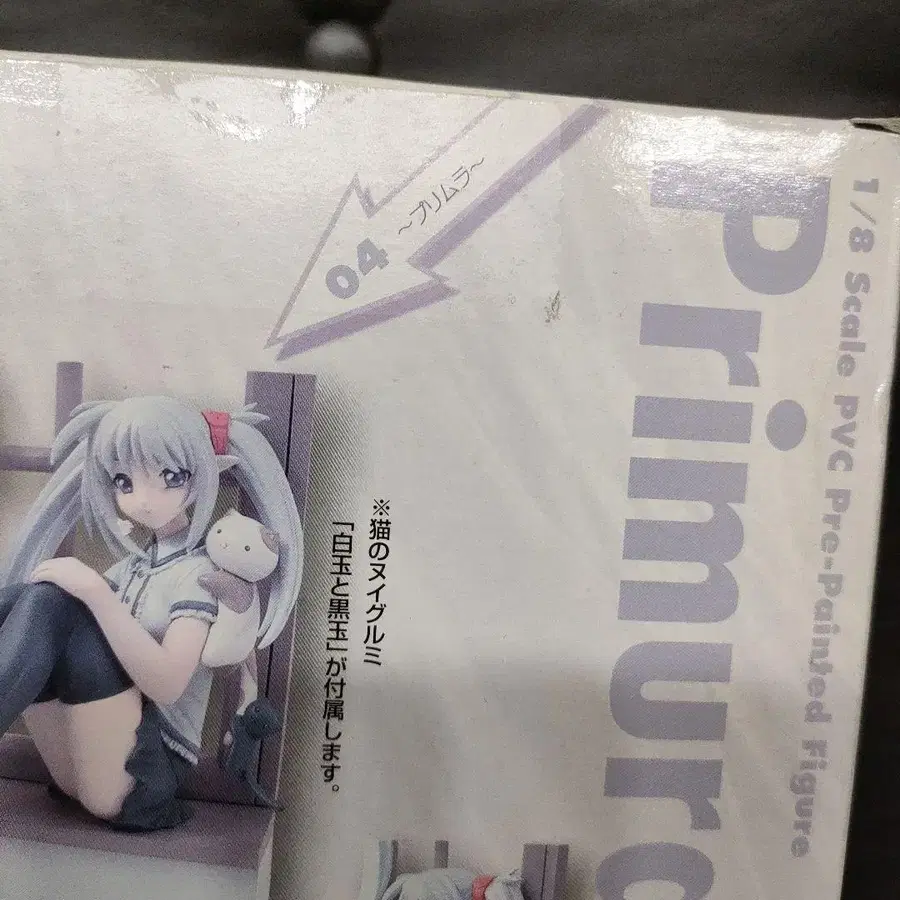 1/8 Scale PVC Pre-Painted Figure
Primur
04
~プリムラ~
※猫のヌイグルミ
「白玉と黒玉」が付属します。